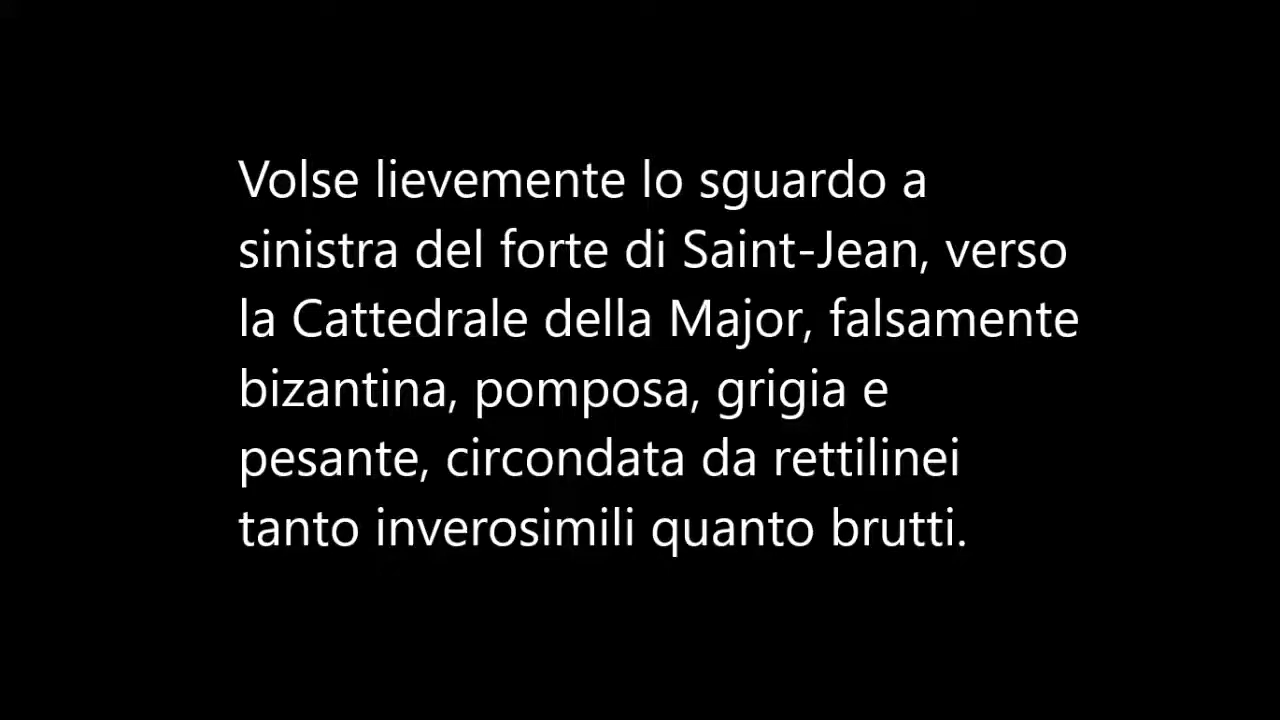 Volse lievemente lo sguardo a
sinistra del forte di Saint-Jean, verso
la Cattedrale della Major, falsamente
bizantina, pomposa, grigia e
pesante, circondata da rettilinei
tanto inverosimili quanto brutti.